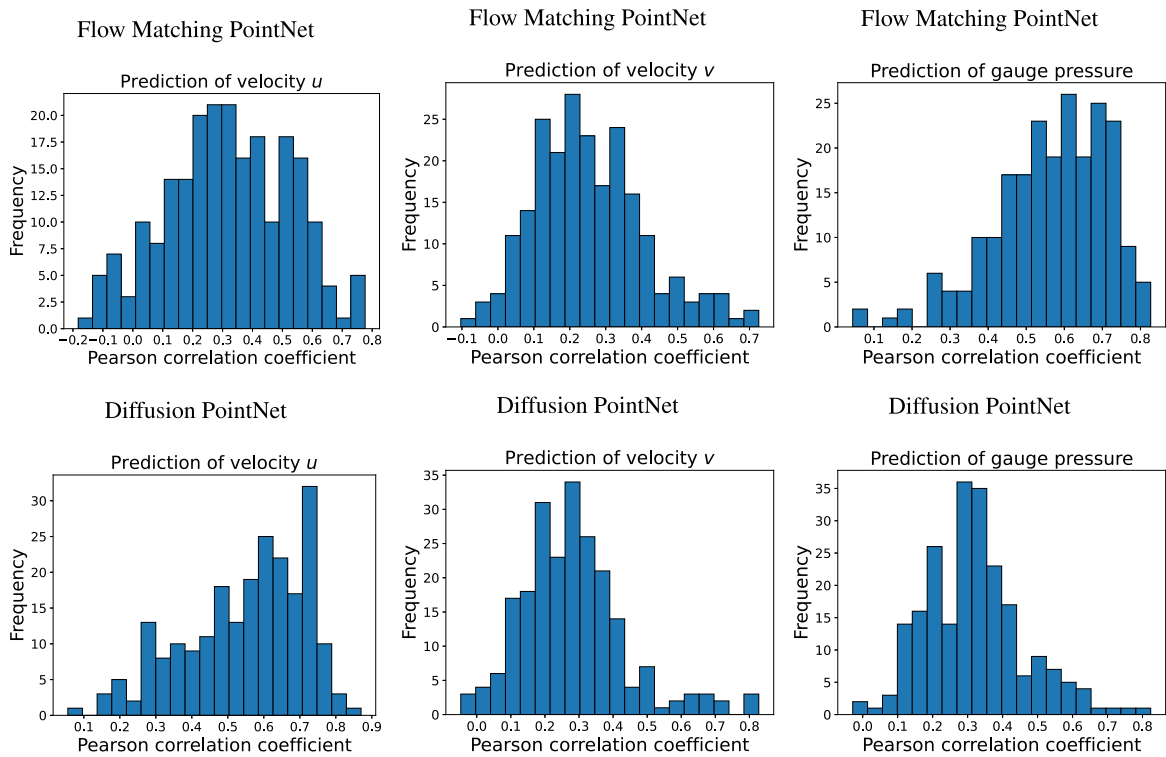 Flow Matching PointNet
Prediction of velocity u
Frequency
20.0
17.5
15.0
12.5
10.0
7.5
5.0
2.5
0.0
−0.2 −0.1 0.0 0.1 0.2 0.3 0.4 0.5 0.6 0.7 0.8
Pearson correlation coefficient
Flow Matching PointNet
Prediction of velocity v
Frequency
25
20
15
10
5
0
−0.1 0.0 0.1 0.2 0.3 0.4 0.5 0.6 0.7
Pearson correlation coefficient
Flow Matching PointNet
Prediction of gauge pressure
Frequency
25
20
15
10
5
0
0.1 0.2 0.3 0.4 0.5 0.6 0.7 0.8
Pearson correlation coefficient
Diffusion PointNet
Prediction of velocity u
Frequency
30
25
20
15
10
5
0
0.1 0.2 0.3 0.4 0.5 0.6 0.7 0.8 0.9
Pearson correlation coefficient
Diffusion PointNet
Prediction of velocity v
Frequency
35
30
25
20
15
10
5
0
0.0 0.1 0.2 0.3 0.4 0.5 0.6 0.7 0.8
Pearson correlation coefficient
Diffusion PointNet
Prediction of gauge pressure
Frequency
35
30
25
20
15
10
5
0
0.0 0.1 0.2 0.3 0.4 0.5 0.6 0.7 0.8
Pearson correlation coefficient